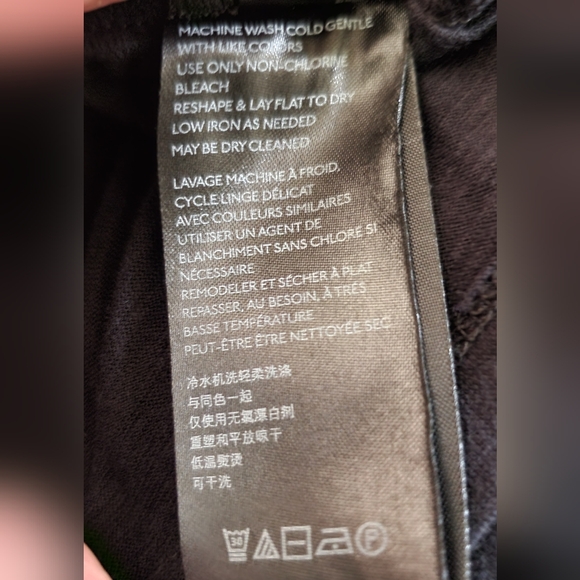 MACHINE WASH COLD GENTLE
WITH LIKE COLORS
USE ONLY NON-CHLORINE
BLEACH
RESHAPE & LAY FLAT TO DRY
LOW IRON AS NEEDED
MAY BE DRY CLEANED
LAVAGE MACHINE À FROID,
CYCLE LINGE DÉLICAT
AVEC COULEURS SIMILAIRES
UTILISER UN AGENT DE
BLANCHIMENT SANS CHLORE SI
NÉCESSAIRE
REMODELER ET SÉCHER À PLAT
REPASSER, AU BESOIN, À TRÈS
BASSE TEMPÉRATURE
PEUT-ÊTRE ÊTRE NETTOYÉE SEC
冷水机洗轻柔洗涤
与同色一起
仅使用无氧漂白剂
重塑和平放晾干
低温熨烫
可干洗
30 P